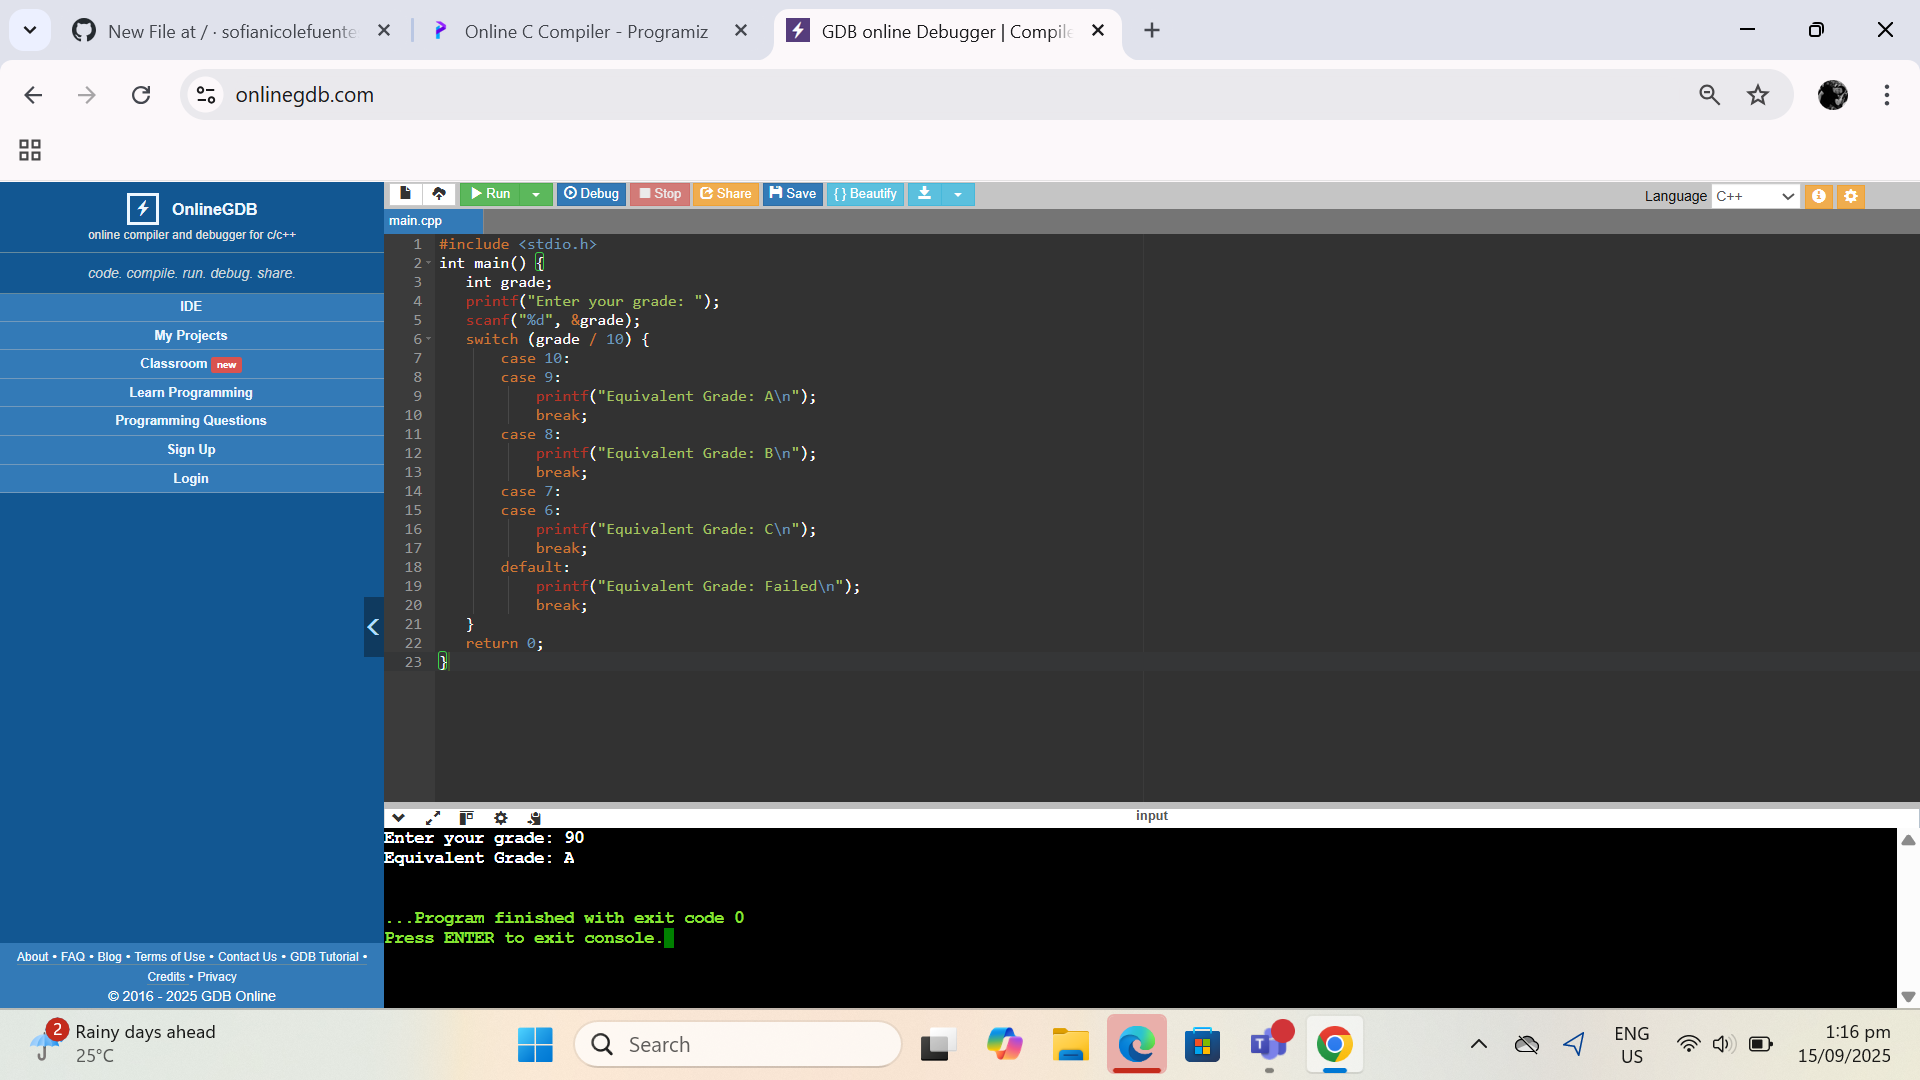 New File at / · sofianicolefuente
Online C Compiler - Programiz
GDB online Debugger | Compile
onlinegdb.com
OnlineGDB
online compiler and debugger for c/c++
code. compile. run. debug. share.
IDE
My Projects
Classroom new
Learn Programming
Programming Questions
Sign Up
Login
About • FAQ • Blog • Terms of Use • Contact Us • GDB Tutorial •
Credits • Privacy
© 2016 - 2025 GDB Online
Run
Debug
Stop
Share
Save
{ } Beautify
Language C++
main.cpp
1 #include <stdio.h>
2 int main() {
3 int grade;
4 printf("Enter your grade: ");
5 scanf("%d", &grade);
6 switch (grade / 10) {
7 case 10:
8 case 9:
9 printf("Equivalent Grade: A\n");
10 break;
11 case 8:
12 printf("Equivalent Grade: B\n");
13 break;
14 case 7:
15 case 6:
16 printf("Equivalent Grade: C\n");
17 break;
18 default:
19 printf("Equivalent Grade: Failed\n");
20 break;
21 }
22 return 0;
23 }
input
Enter your grade: 90
Equivalent Grade: A
...Program finished with exit code 0
Press ENTER to exit console.
2
Rainy days ahead
25°C
Search
ENG
US
1:16 pm
15/09/2025